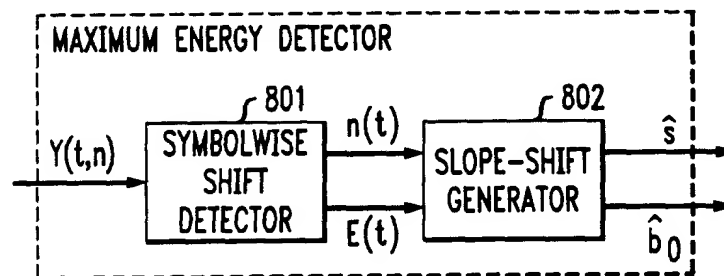 MAXIMUM ENERGY DETECTOR
801
802
Y(t,n)
SYMBOLWISE
SHIFT
DETECTOR
n(t)
E(t)
SLOPE-SHIFT
GENERATOR
ŝ
b̂0